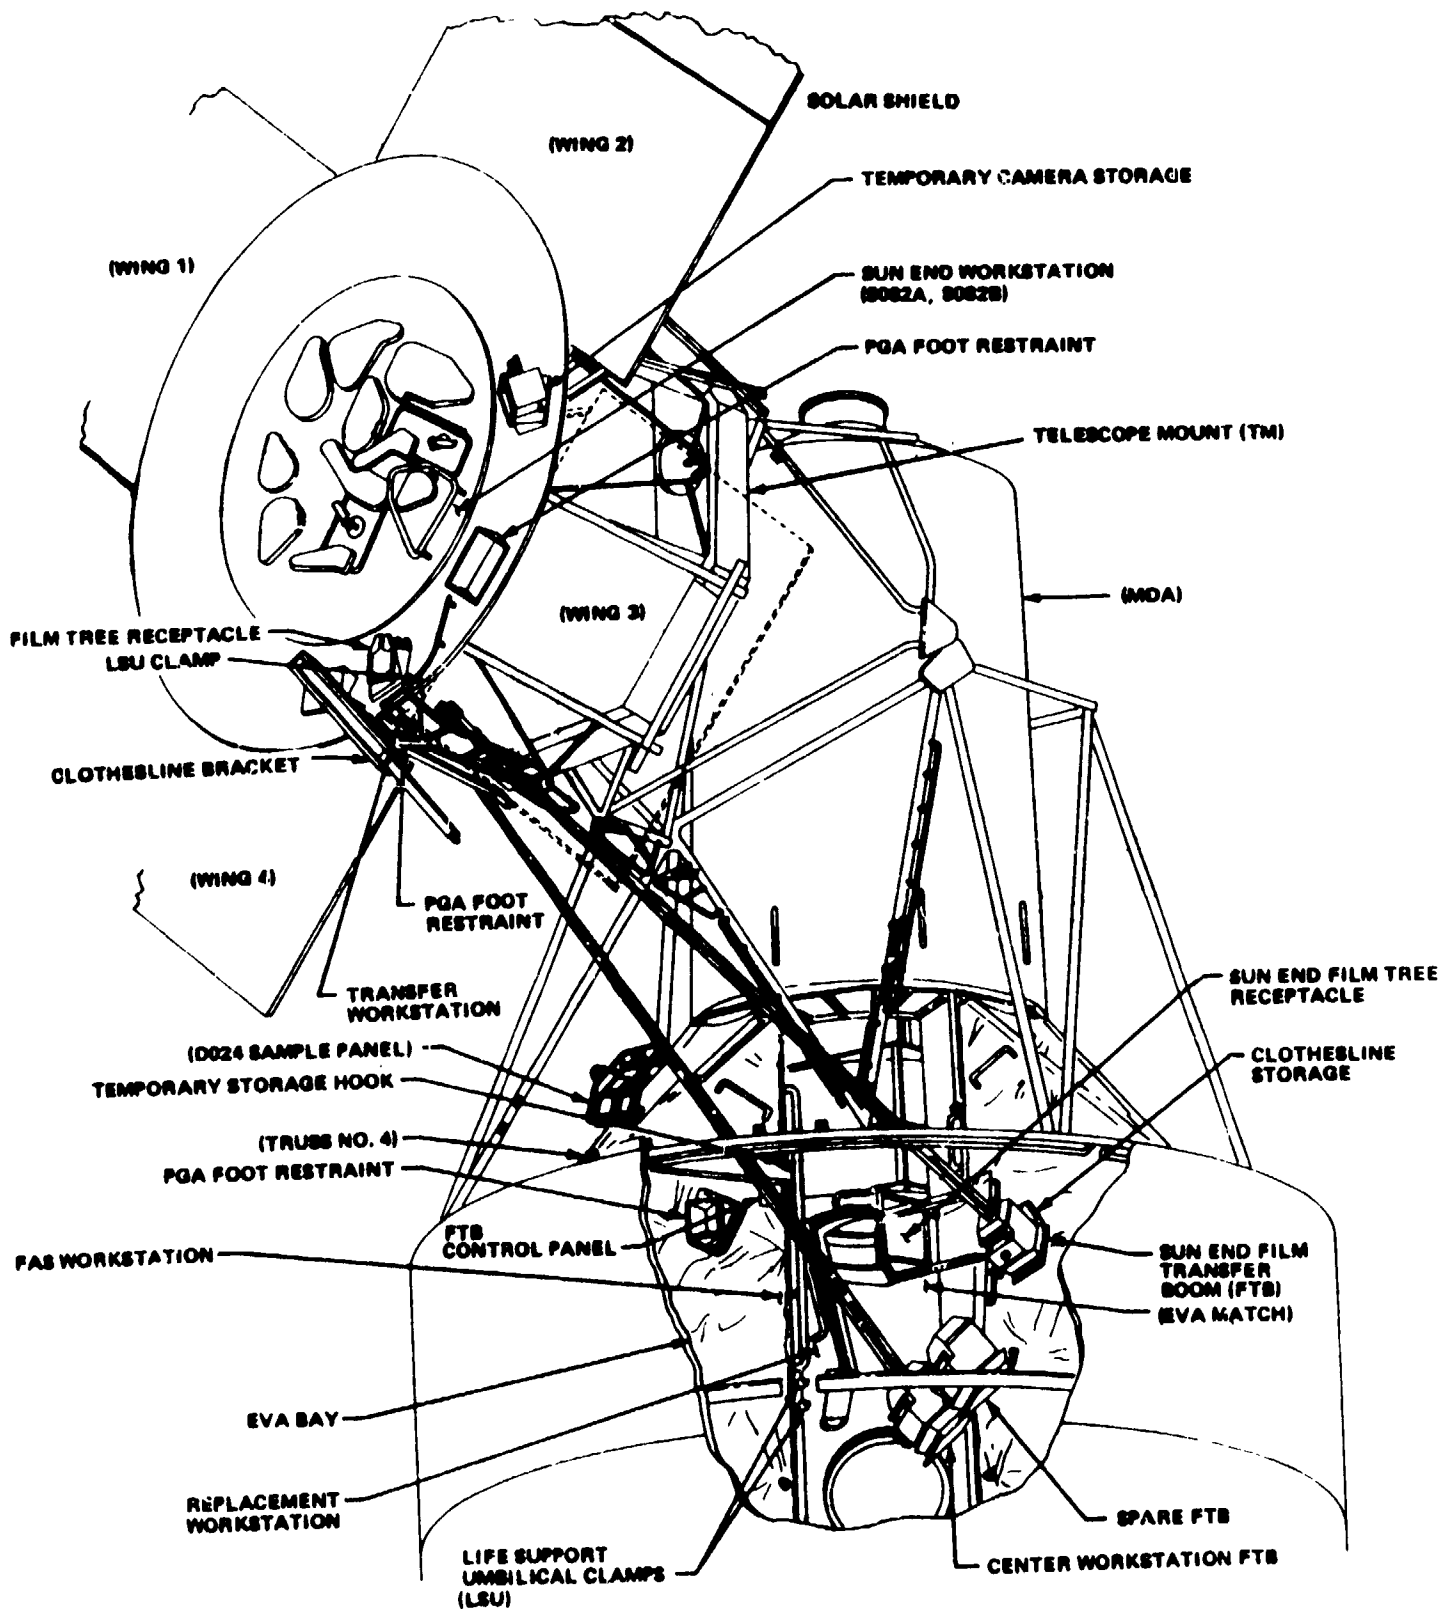 SOLAR SHIELD
(WING 2)
TEMPORARY CAMERA STORAGE
(WING 1)
SUN END WORKSTATION
(S082A, S082B)
PGA FOOT RESTRAINT
TELESCOPE MOUNT (TM)
(MDA)
(WING 3)
FILM TREE RECEPTACLE
LSU CLAMP
CLOTHESLINE BRACKET
(WING 4)
PGA FOOT
RESTRAINT
TRANSFER
WORKSTATION
SUN END FILM TREE
RECEPTACLE
(D024 SAMPLE PANEL)
TEMPORARY STORAGE HOOK
CLOTHESLINE
STORAGE
(TRUSS NO. 4)
PGA FOOT RESTRAINT
FTB
CONTROL PANEL
FAS WORKSTATION
SUN END FILM
TRANSFER
BOOM (FTB)
(EVA MATCH)
EVA BAY
REPLACEMENT
WORKSTATION
SPARE FTB
LIFE SUPPORT
UMBILICAL CLAMPS
(LSU)
CENTER WORKSTATION FTB